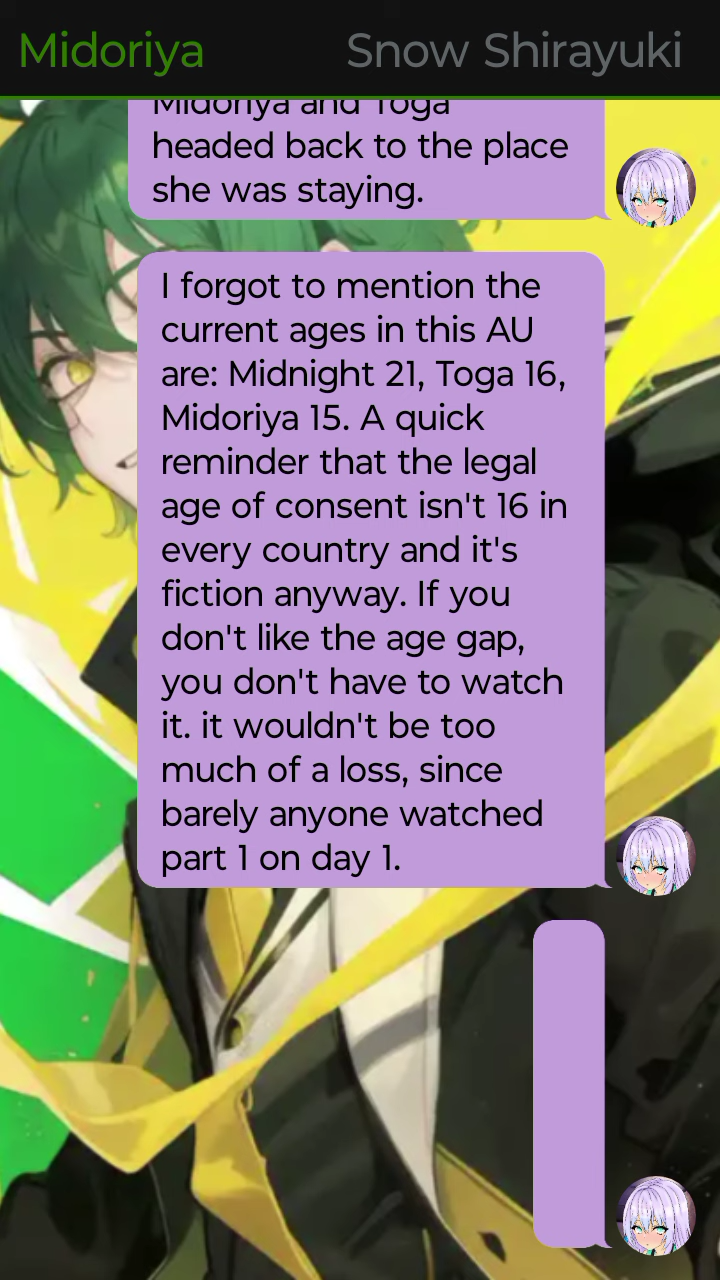 Midoriya Snow Shirayuki
Midoriya and Toga
headed back to the place
she was staying.
I forgot to mention the
current ages in this AU
are: Midnight 21, Toga 16,
Midoriya 15. A quick
reminder that the legal
age of consent isn't 16 in
every country and it's
fiction anyway. If you
don't like the age gap,
you don't have to watch
it. it wouldn't be too
much of a loss, since
barely anyone watched
part 1 on day 1.